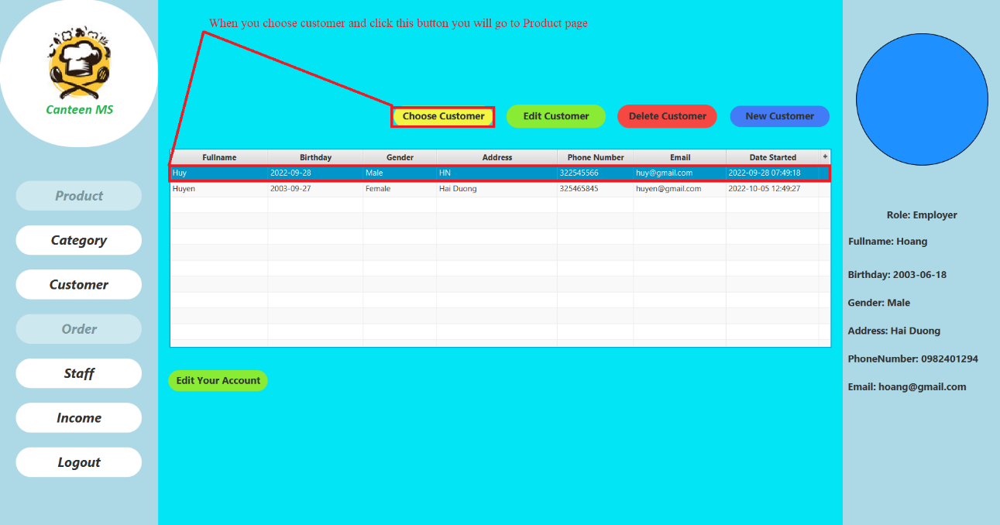 When you choose customer and click this button you will go to Product page
Canteen MS
Choose Customer Edit Customer Delete Customer New Customer
Fullname Birthday Gender Address Phone Number Email Date Started +
Huy 2022-09-28 Male HN 322545566 huy@gmail.com 2022-09-28 07:49:18
Huyen 2003-09-27 Female Hai Duong 325465845 huyen@gmail.com 2022-10-05 12:49:27
Edit Your Account
Product
Category
Customer
Order
Staff
Income
Logout
Role: Employer
Fullname: Hoang
Birthday: 2003-06-18
Gender: Male
Address: Hai Duong
PhoneNumber: 0982401294
Email: hoang@gmail.com